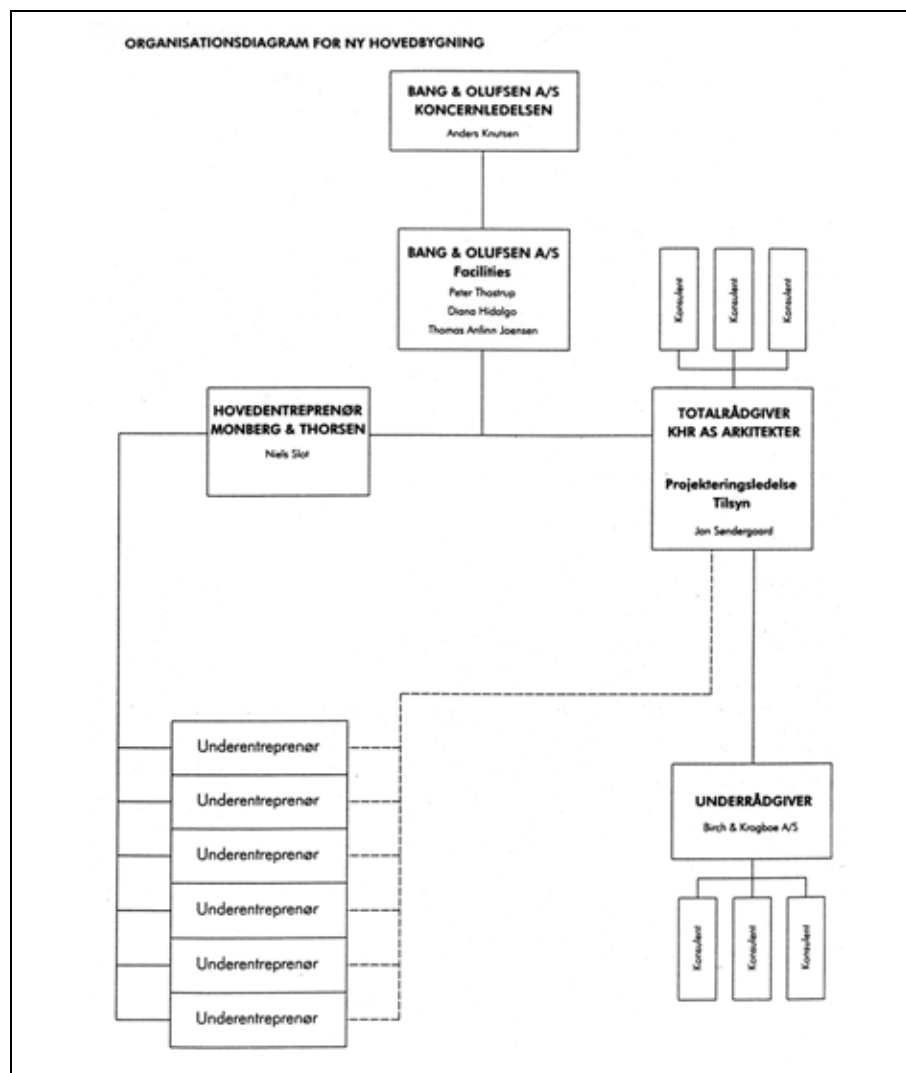 ORGANISATIONSDIAGRAM FOR NY HOVEDBYGNING
BANG & OLUFSEN A/S
KONCERNLEDELSEN
Anders Knutsen
BANG & OLUFSEN A/S
Facilities
Peter Thostrup
Diana Hidalgo
Thomas Anfinn Joensen
Konsulent
Konsulent
Konsulent
HOVEDENTREPRENØR
MONBERG & THORSEN
Niels Slot
TOTALRÅDGIVER
KHR AS ARKITEKTER
Projekteringsledelse
Tilsyn
Jan Søndergaard
Underentreprenør
Underentreprenør
Underentreprenør
Underentreprenør
Underentreprenør
Underentreprenør
UNDERRÅDGIVER
Birch & Krogboe A/S
Konsulent
Konsulent
Konsulent